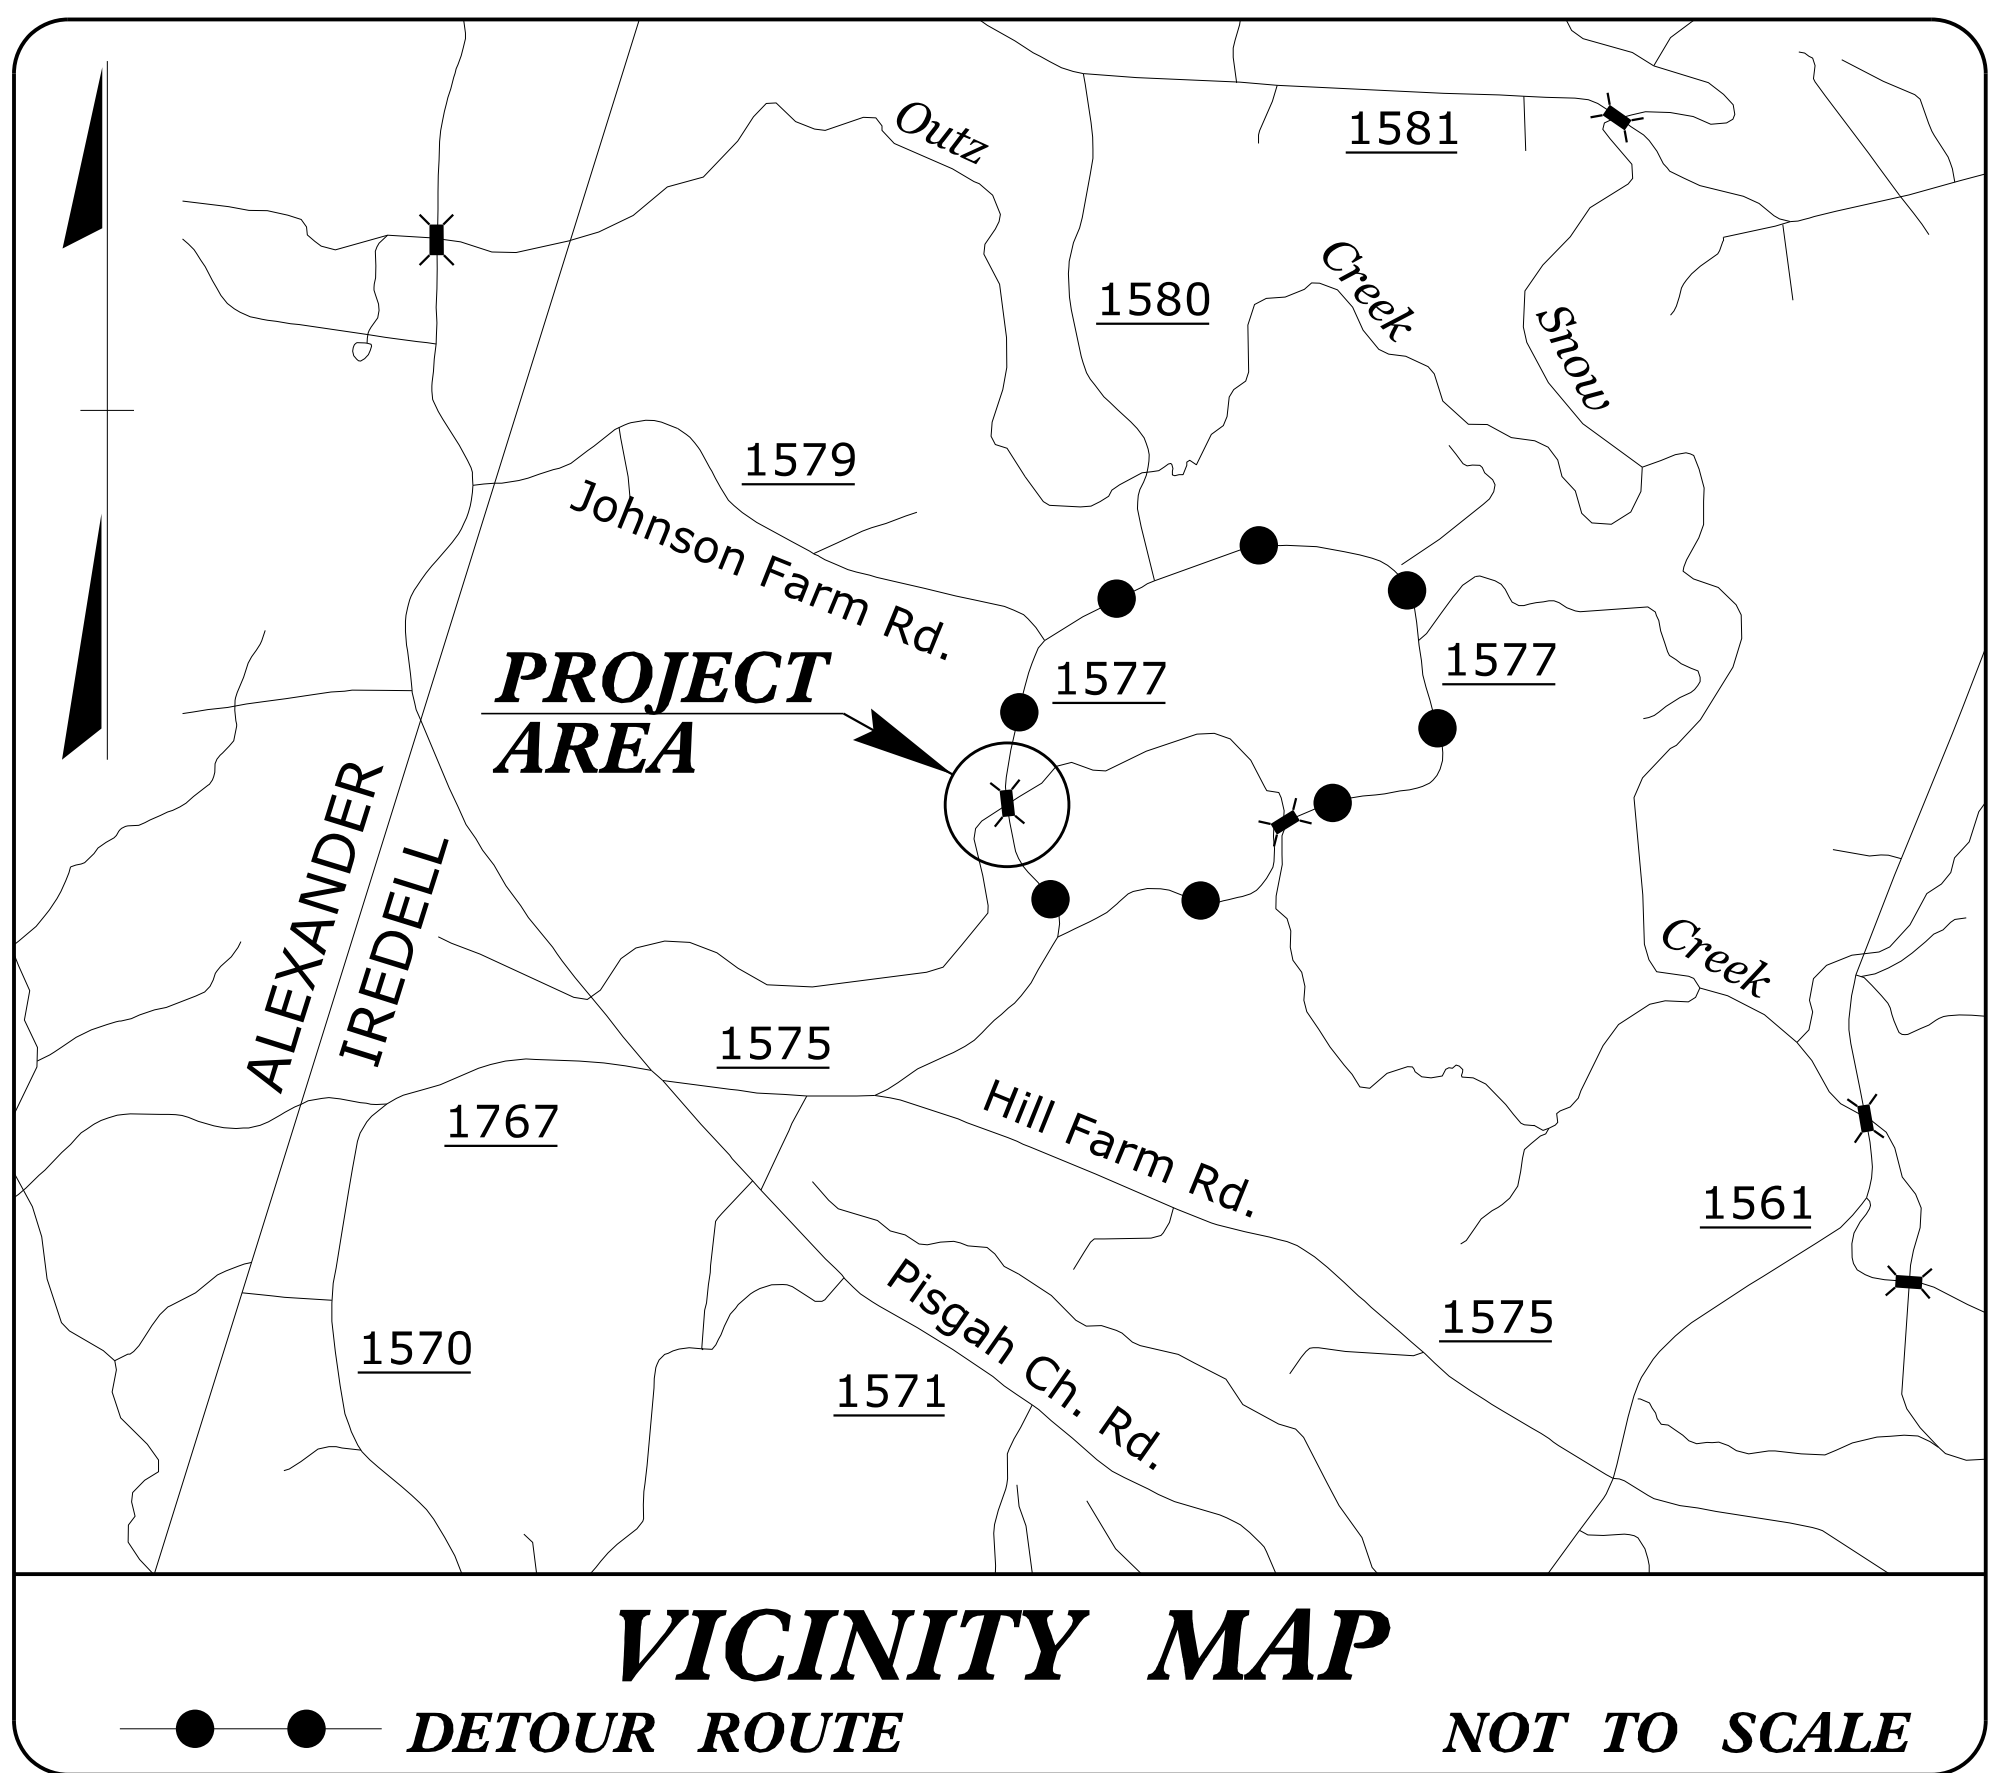 Outz
1581
Creek
1580
Snow
1579
Johnson Farm Rd.
1577
1577
PROJECT
AREA
ALEXANDER
IREDELL
Creek
1575
1767
Hill Farm Rd.
1561
Pisgah Ch. Rd.
1575
1570
1571
VICINITY MAP
DETOUR ROUTE
NOT TO SCALE